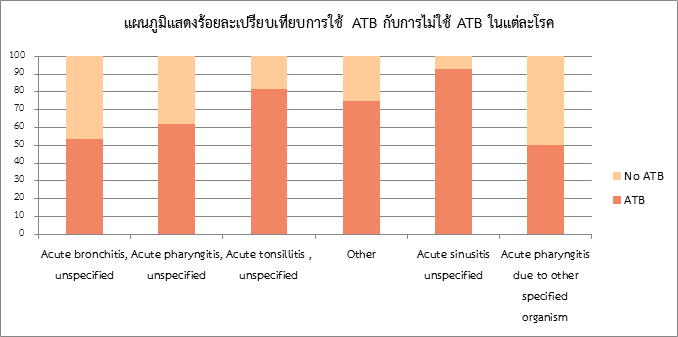 แผนภูมิแสดงร้อยละเปรียบเทียบการใช้ ATB กับการไม่ใช้ ATB ในแต่ละโรค
100
90
80
70
60
50
40
30
20
10
0
Acute bronchitis,
unspecified
Acute pharyngitis,
unspecified
Acute tonsillitis ,
unspecified
Other
Acute sinusitis
unspecified
Acute pharyngitis
due to other
specified
organism
No ATB
ATB